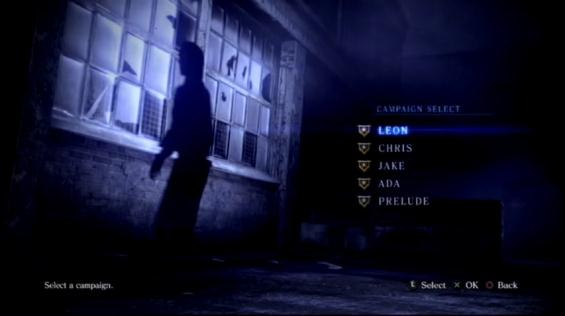 CAMPAIGN SELECT
LEON
CHRIS
JAKE
ADA
PRELUDE
Select a campaign.
L Select × OK ○ Back